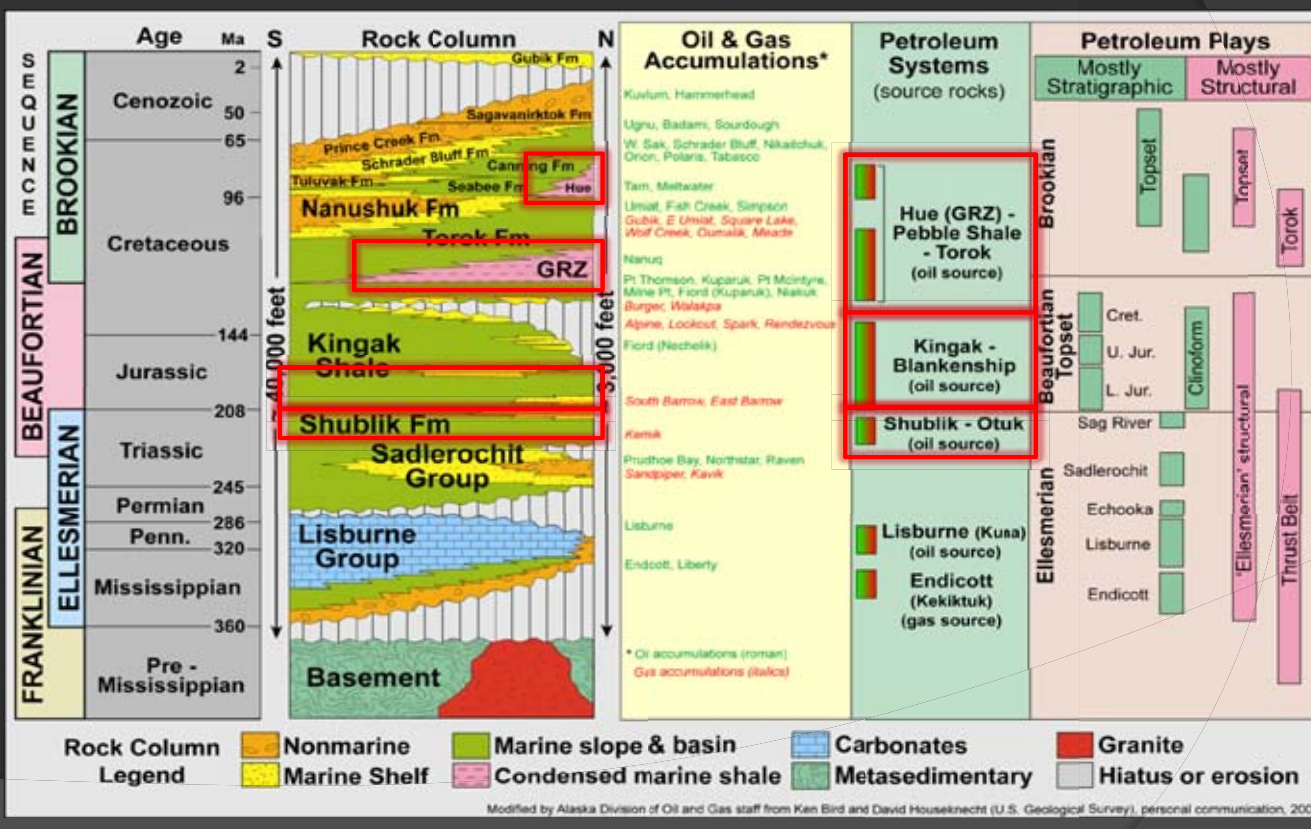 SEQUENCE
Age
Ma
S
Rock Column
N
Oil & Gas
Accumulations*
Petroleum
Systems
(source rocks)
Petroleum Plays
Mostly
Stratigraphic
Mostly
Structural
BROOKIAN
BEAUFORTIAN
ELLESMERIAN
FRANKLINIAN
Cenozoic
Cretaceous
Jurassic
Triassic
Permian
Penn.
Mississippian
Pre -
Mississippian
2
50
65
96
144
208
245
286
320
360
Gubik Fm
Sagavanirktok Fm
Prince Creek Fm
Schrader Bluff Fm
Canning Fm
Tuluvak Fm
Seabee Fm
Hue
Nanushuk Fm
Torok Fm
GRZ
Kingak
Shale
Shublik Fm
Sadlerochit
Group
Lisburne
Group
Basement
feet
feet
Kuvlum, Hammerhead
Ugnu, Badami, Sourdough
W. Sak, Schrader Bluff, Nikaitchuk,
Orion, Polaris, Tabasco
Tarn, Meltwater
Umiat, Fish Creek, Simpson
Gubik, E Umiat, Square Lake,
Wolf Creek, Oumalik, Meade
Nanuq
Pt Thomson, Kuparuk, Pt McIntyre,
Milne Pt, Fiord (Kuparuk), Niakuk
Burger, Walakpa
Alpine, Lookout, Spark, Rendezvous
Fiord (Nechelik)
South Barrow, East Barrow
Kemik
Prudhoe Bay, Northstar, Raven
Sandpiper, Kavik
Lisburne
Endcott, Liberty
* Oil accumulations (roman)
Gas accumulations (italics)
Hue (GRZ) -
Pebble Shale
- Torok
(oil source)
Kingak -
Blankenship
(oil source)
Shublik - Otuk
(oil source)
Lisburne (Kuna)
(oil source)
Endicott
(Kekiktuk)
(gas source)
Brookian
Beaufortian
Topset
Ellesmerian
Topset
Topset
Torok
Cret.
U. Jur.
L. Jur.
Clinoform
Sag River
Sadlerochit
Echooka
Lisburne
Endicott
'Ellesmerian' structural
Thrust Belt
Rock Column
Legend
Nonmarine
Marine Shelf
Marine slope & basin
Condensed marine shale
Carbonates
Metasedimentary
Granite
Hiatus or erosion
Modified by Alaska Division of Oil and Gas staff from Ken Bird and David Houseknecht (U.S. Geological Survey), personal communication,